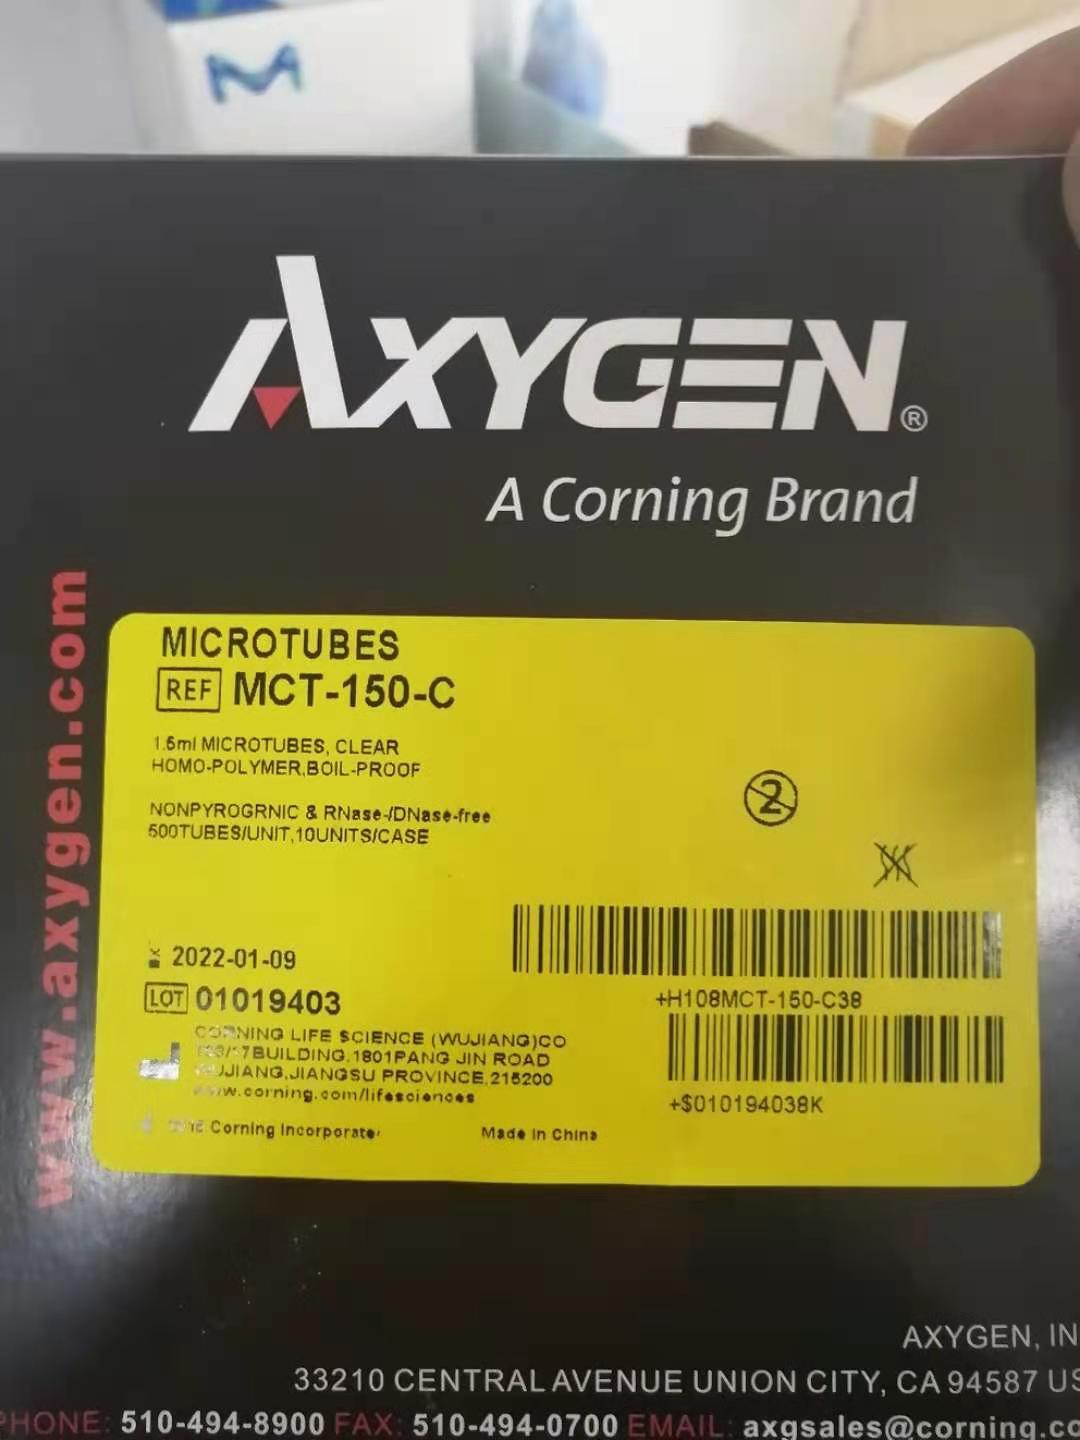 M
AXYGEN®
A Corning Brand
www.axygen.com
MICROTUBES
REF MCT-150-C
1.5ml MICROTUBES, CLEAR
HOMO-POLYMER,BOIL-PROOF
NONPYROGRNIC & RNase-/DNase-free
500TUBES/UNIT,10UNITS/CASE
2
2022-01-09
LOT 01019403
+H108MCT-150-C38
CORNING LIFE SCIENCE (WUJIANG)CO
BUILDING,1801PANG JIN ROAD
WUJIANG,JIANGSU PROVINCE,215200
www.corning.com/lifesciences
+$010194038K
Corning Incorporate
Made in China
AXYGEN, IN
33210 CENTRAL AVENUE UNION CITY, CA 94587 US
PHONE: 510-494-8900 FAX: 510-494-0700 EMAIL: axgsales@corning.co